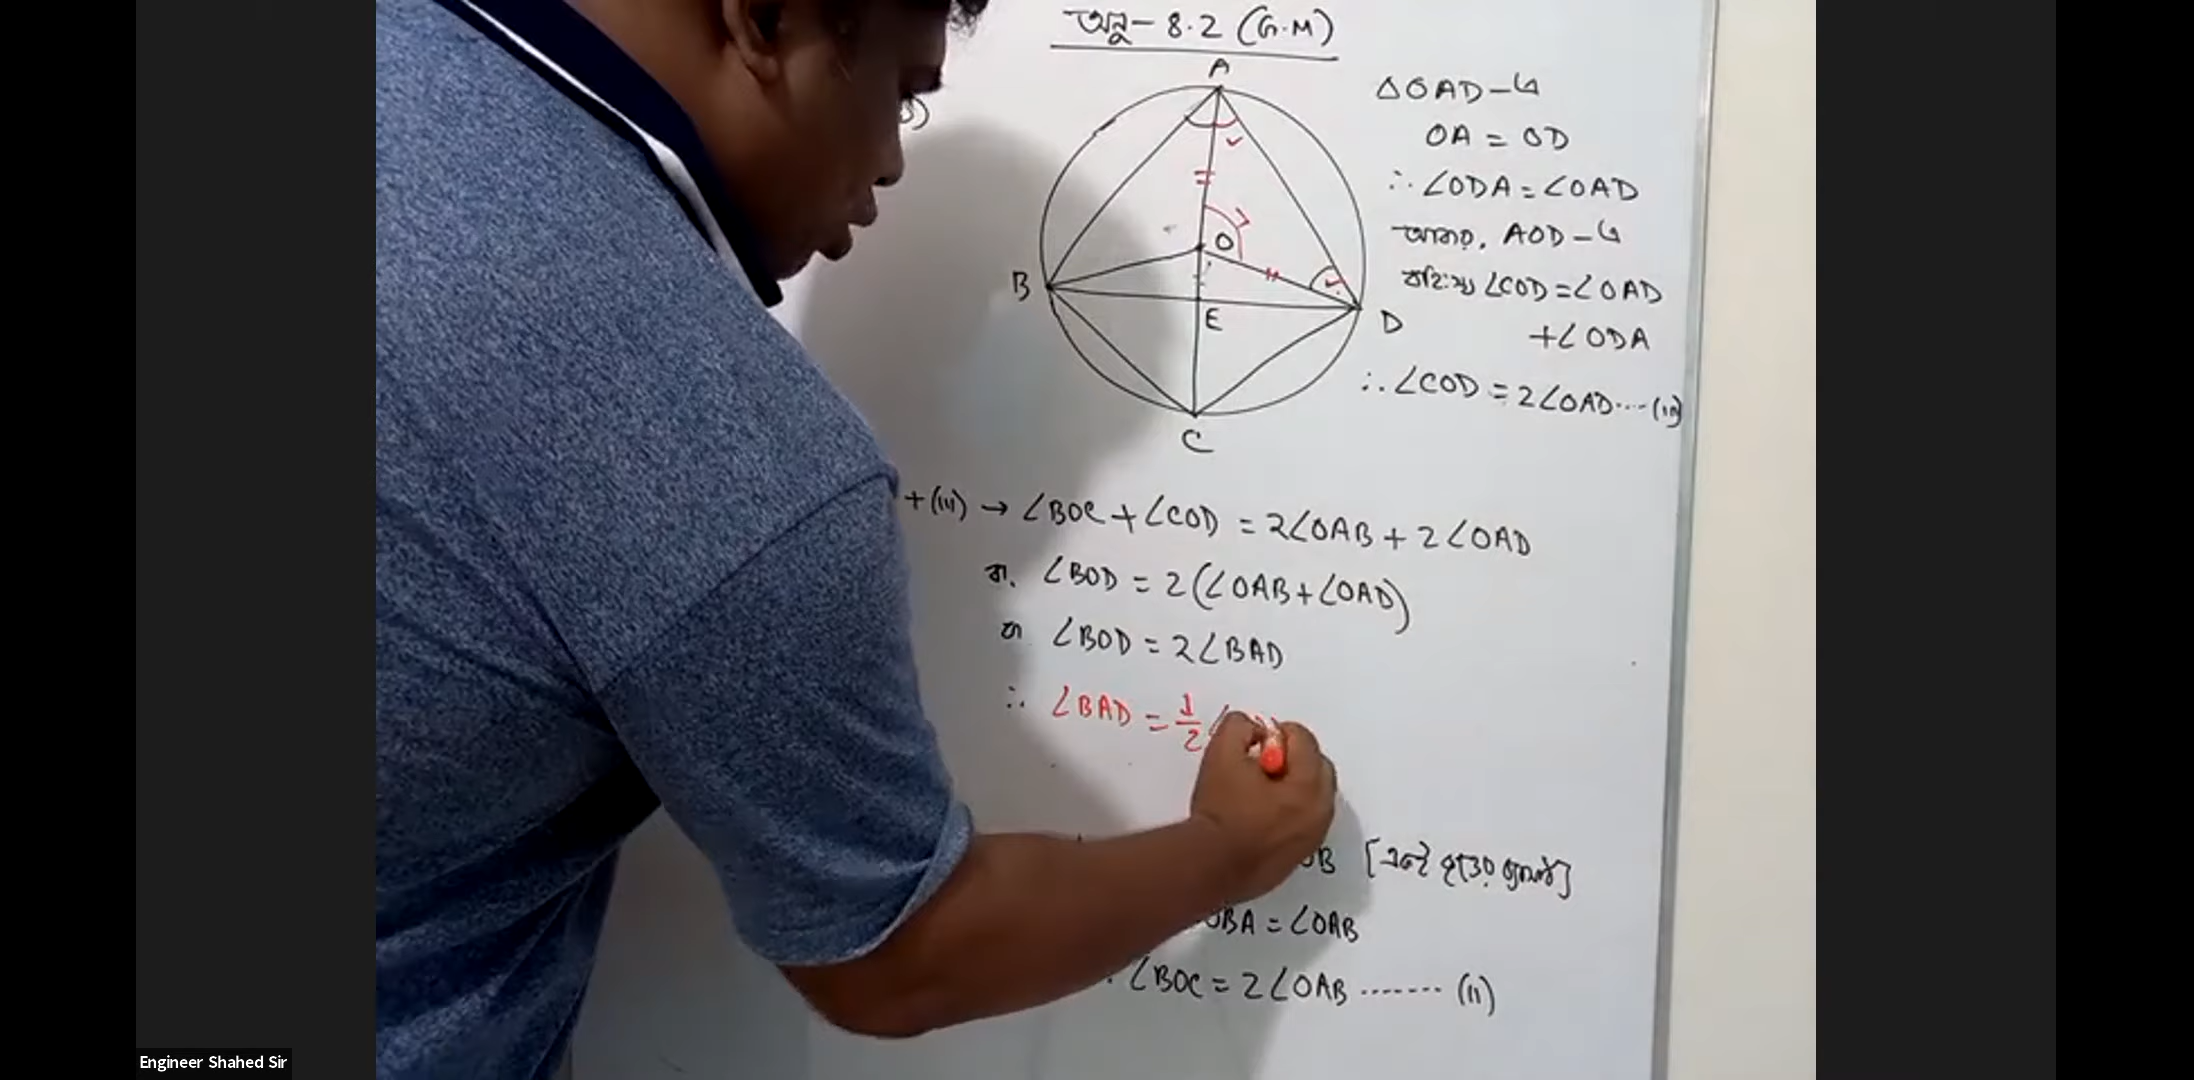 অনু- 8.2 (G.M)
A
B
O
E
D
C
ΔOAD-এ
OA = OD
∴ ∠ODA = ∠OAD
আবার, AOD-এ
বহিঃস্থ ∠COD = ∠OAD
+∠ODA
∴ ∠COD = 2∠OAD....(iii)
+ (iii) → ∠BOC + ∠COD = 2∠OAB + 2∠OAD
বা, ∠BOD = 2(∠OAB + ∠OAD)
বা ∠BOD = 2∠BAD
∴ ∠BAD = 1/2 ∠
OB [একই বৃত্তের ব্যাসার্ধ]
OBA = ∠OAB
∠BOC = 2∠OAB ....... (ii)
Engineer Shahed Sir